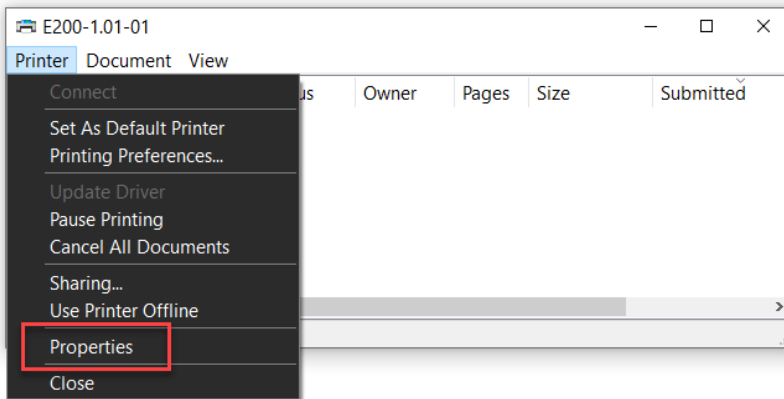 E200-1.01-01
Printer Document View
Connect
us Owner Pages Size Submitted
Set As Default Printer
Printing Preferences...
Update Driver
Pause Printing
Cancel All Documents
Sharing...
Use Printer Offline
Properties
Close